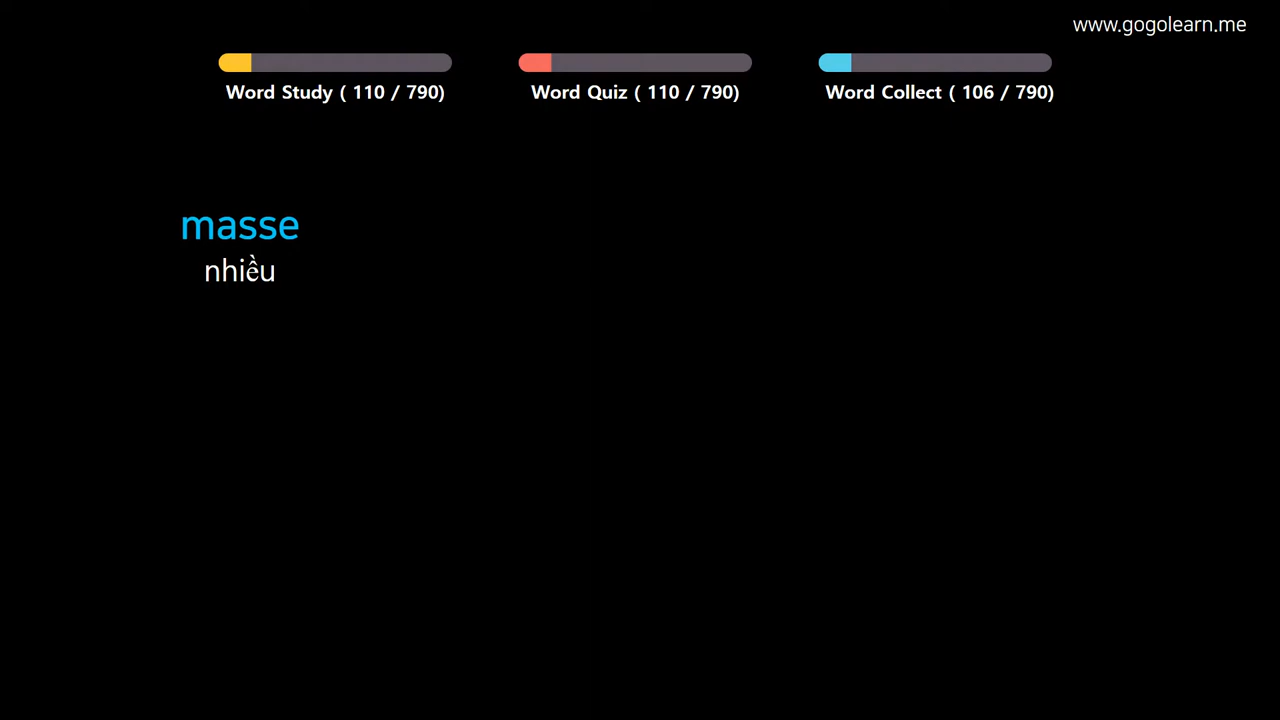 www.gogolearn.me
Word Study ( 110 / 790)
Word Quiz ( 110 / 790)
Word Collect ( 106 / 790)
masse
nhiều